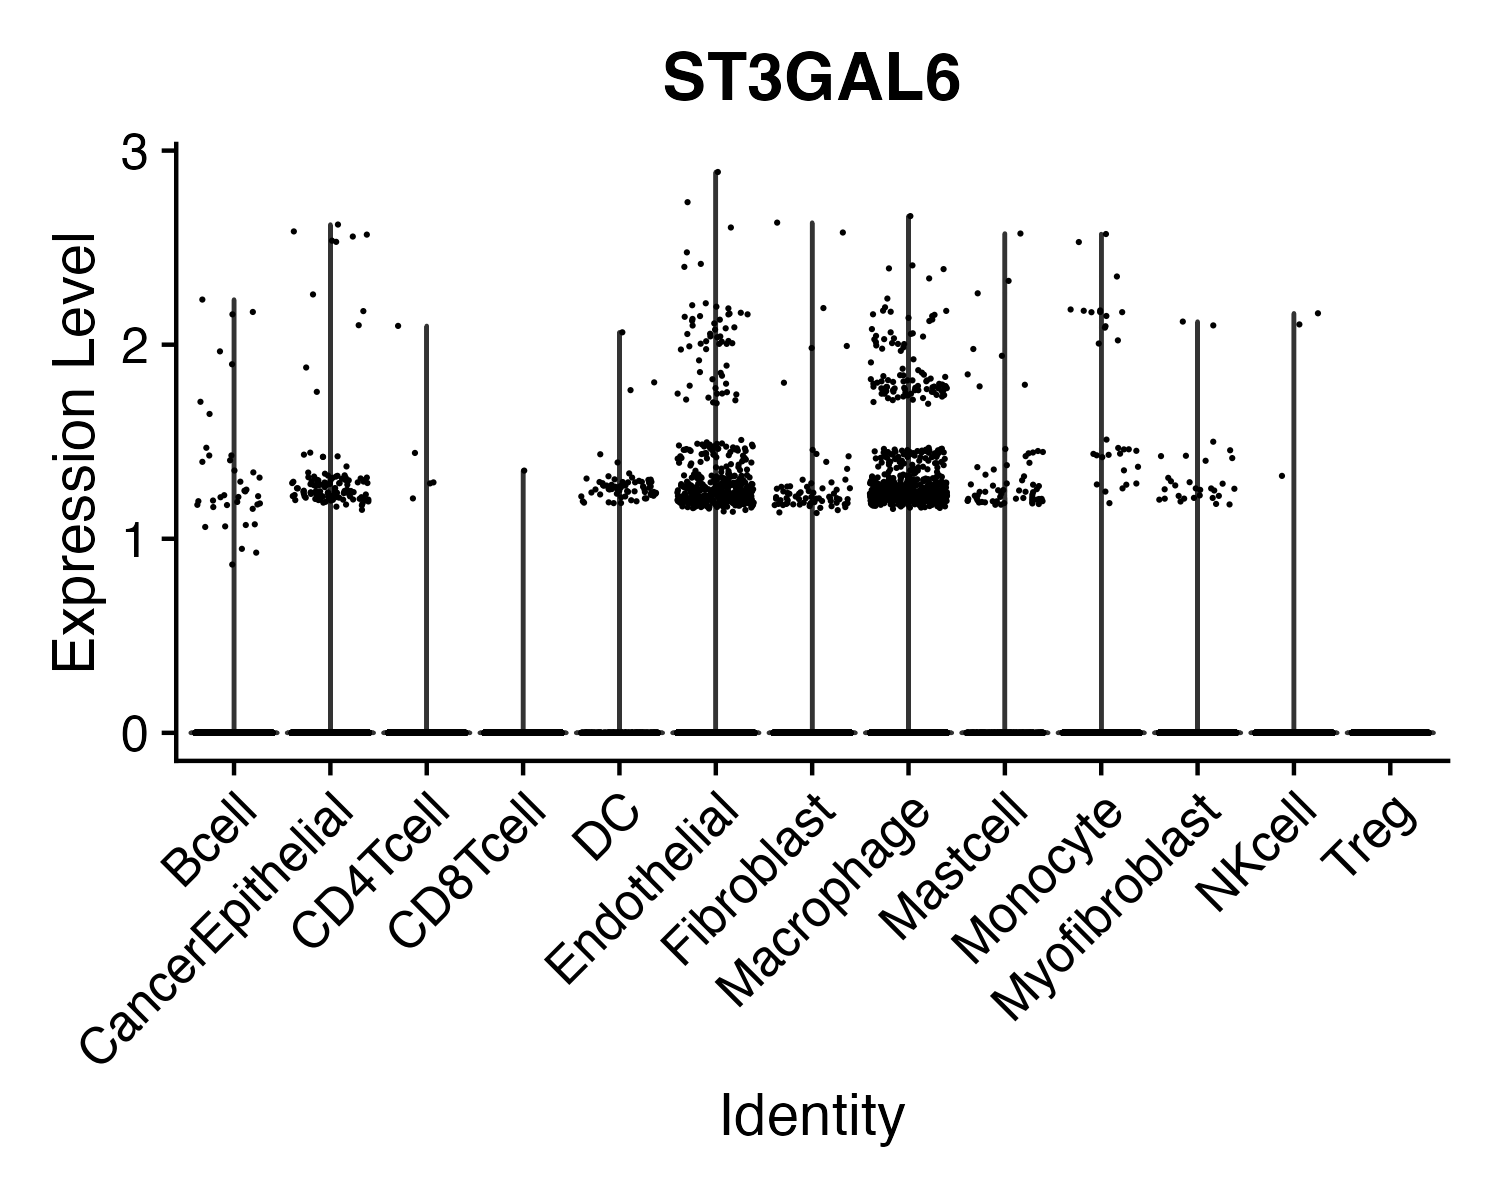 ST3GAL6
Expression Level
3
2
1
0
Bcell
CancerEpithelial
CD4Tcell
CD8Tcell
DC
Endothelial
Fibroblast
Macrophage
Mastcell
Monocyte
Myofibroblast
NKcell
Treg
Identity